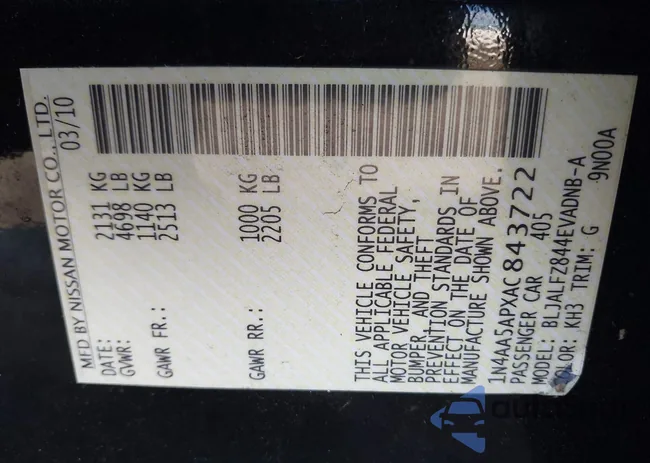 MFD BY NISSAN MOTOR CO., LTD.
DATE: 03/10
GVWR: 2131 KG
4698 LB
GAWR FR.: 1140 KG
2513 LB
GAWR RR.: 1000 KG
2205 LB
THIS VEHICLE CONFORMS TO
ALL APPLICABLE FEDERAL
MOTOR VEHICLE SAFETY,
BUMPER, AND THEFT
PREVENTION STANDARDS IN
EFFECT ON THE DATE OF
MANUFACTURE SHOWN ABOVE.
1N4AA5APXAC843722
PASSENGER CAR 405
MODEL: BLJALFZ844EVADNB-A
COLOR: KH3 TRIM: G 9N00A